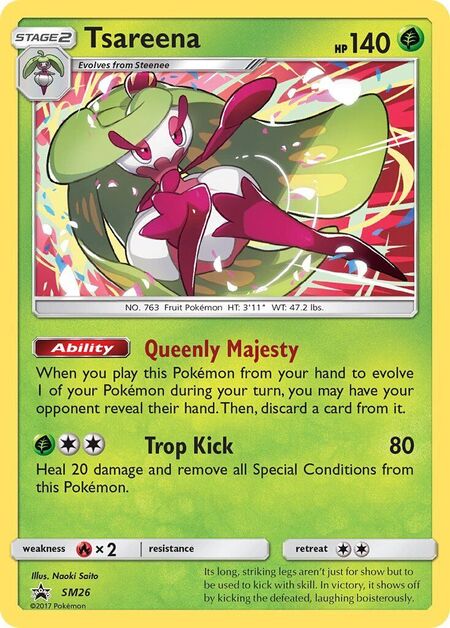 STAGE2 Tsareena HP 140
Evolves from Steenee
NO. 763 Fruit Pokémon HT: 3'11" WT: 47.2 lbs.
Ability Queenly Majesty
When you play this Pokémon from your hand to evolve
1 of your Pokémon during your turn, you may have your
opponent reveal their hand. Then, discard a card from it.
Trop Kick 80
Heal 20 damage and remove all Special Conditions from
this Pokémon.
weakness ×2 resistance retreat
Illus. Naoki Saito
SM26
©2017 Pokémon
Its long, striking legs aren't just for show but to
be used to kick with skill. In victory, it shows off
by kicking the defeated, laughing boisterously.